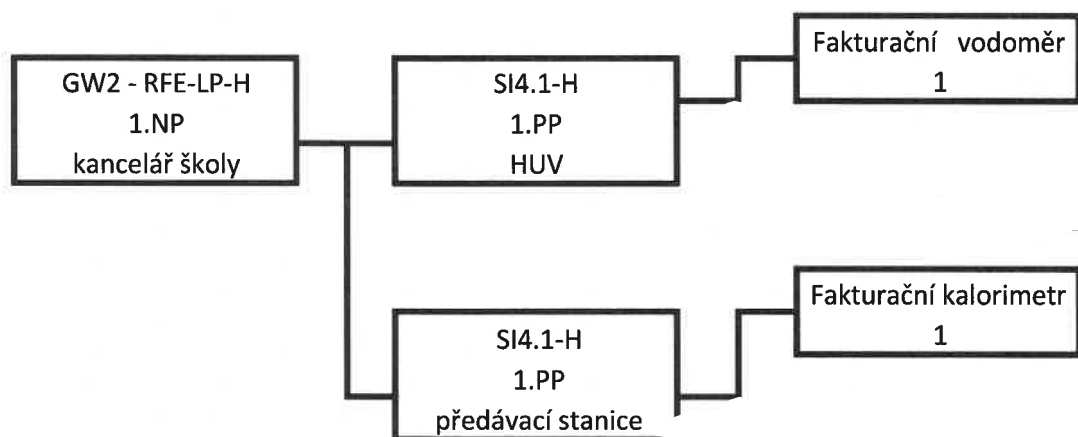 GW2 - RFE-LP-H
1.NP
kancelář školy
SI4.1-H
1.PP
HUV
Fakturační vodoměr
1
SI4.1-H
1.PP
předávací stanice
Fakturační kalorimetr
1